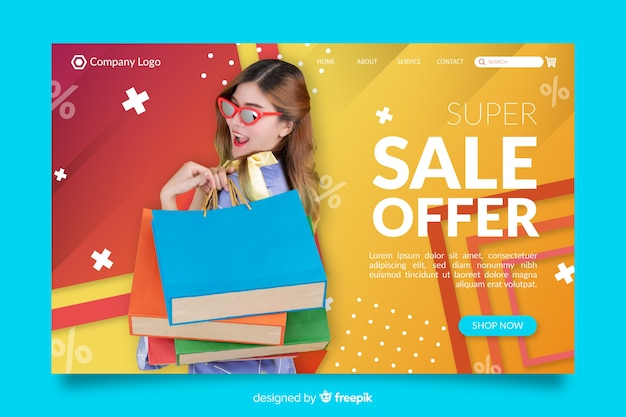 Company Logo
HOME ABOUT SERVICE CONTACT SEARCH
%
%
SUPER
SALE
OFFER
%
Lorem ipsum dolor sit amet,
consectetuer adipiscing elit, sed
diam nonummy nibh euismod
tincidunt ut laoreet dolore magna
aliquam erat volutpat.
SHOP NOW
%
%
designed by freepik